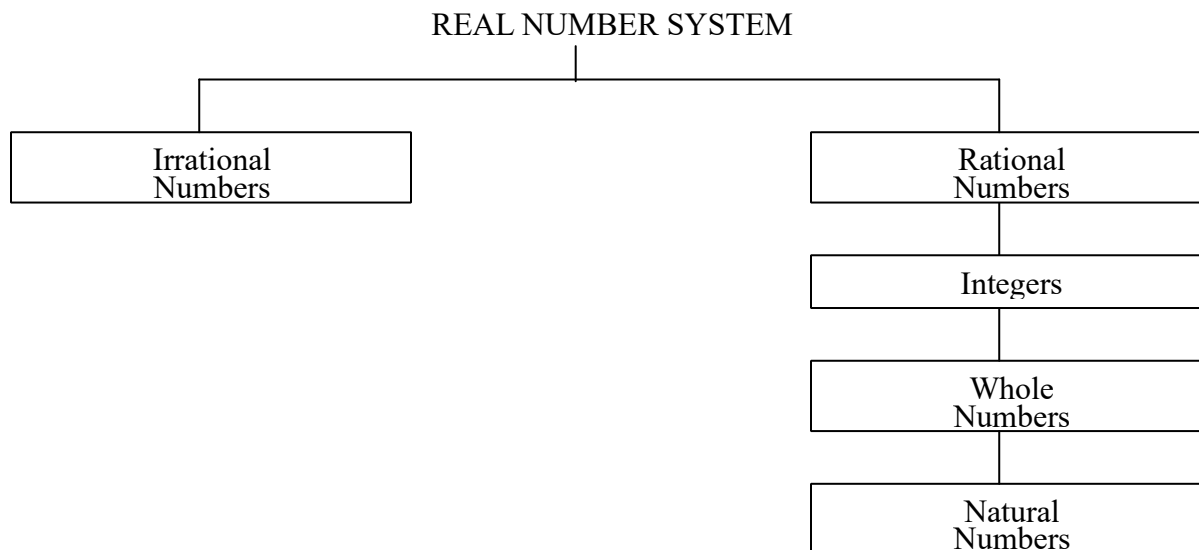 REAL NUMBER SYSTEM
Irrational
Numbers
Rational
Numbers
Integers
Whole
Numbers
Natural
Numbers